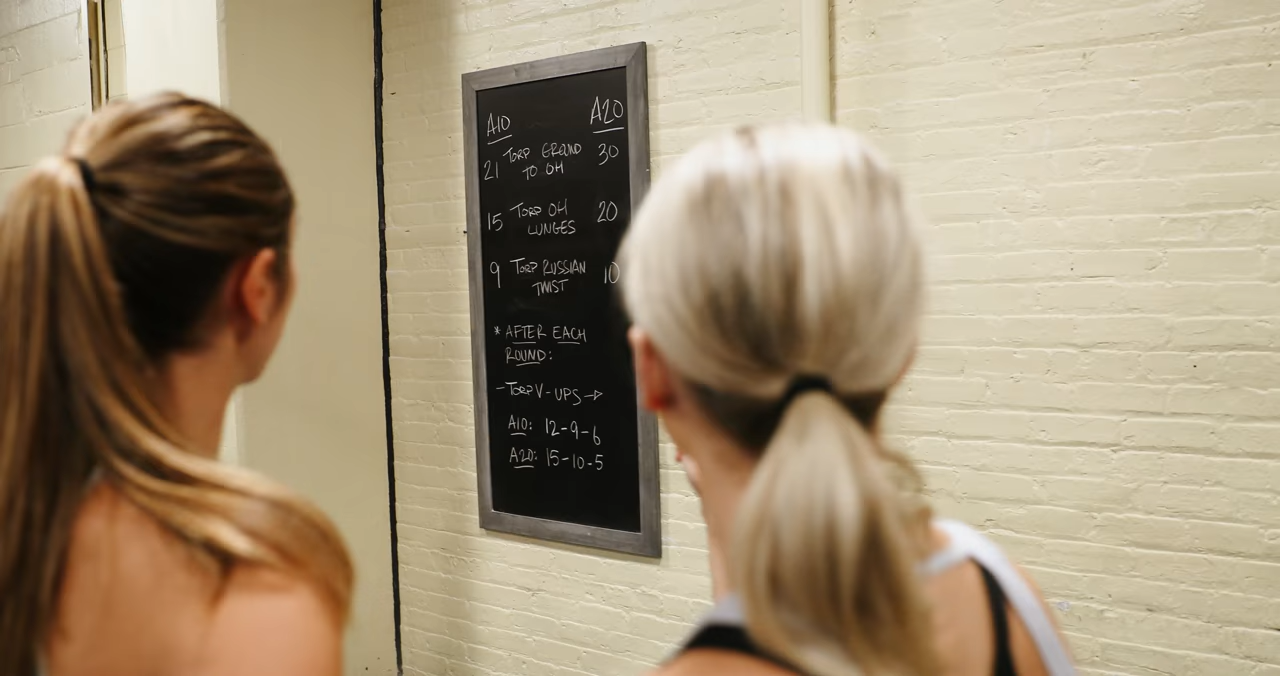 A10 A20
21 TORP GROUND 30
TO OH
15 TORP OH 20
LUNGES
9 TORP RUSSIAN 10
TWIST
* AFTER EACH
ROUND:
- TORP V-UPS →
A10: 12-9-6
A20: 15-10-5